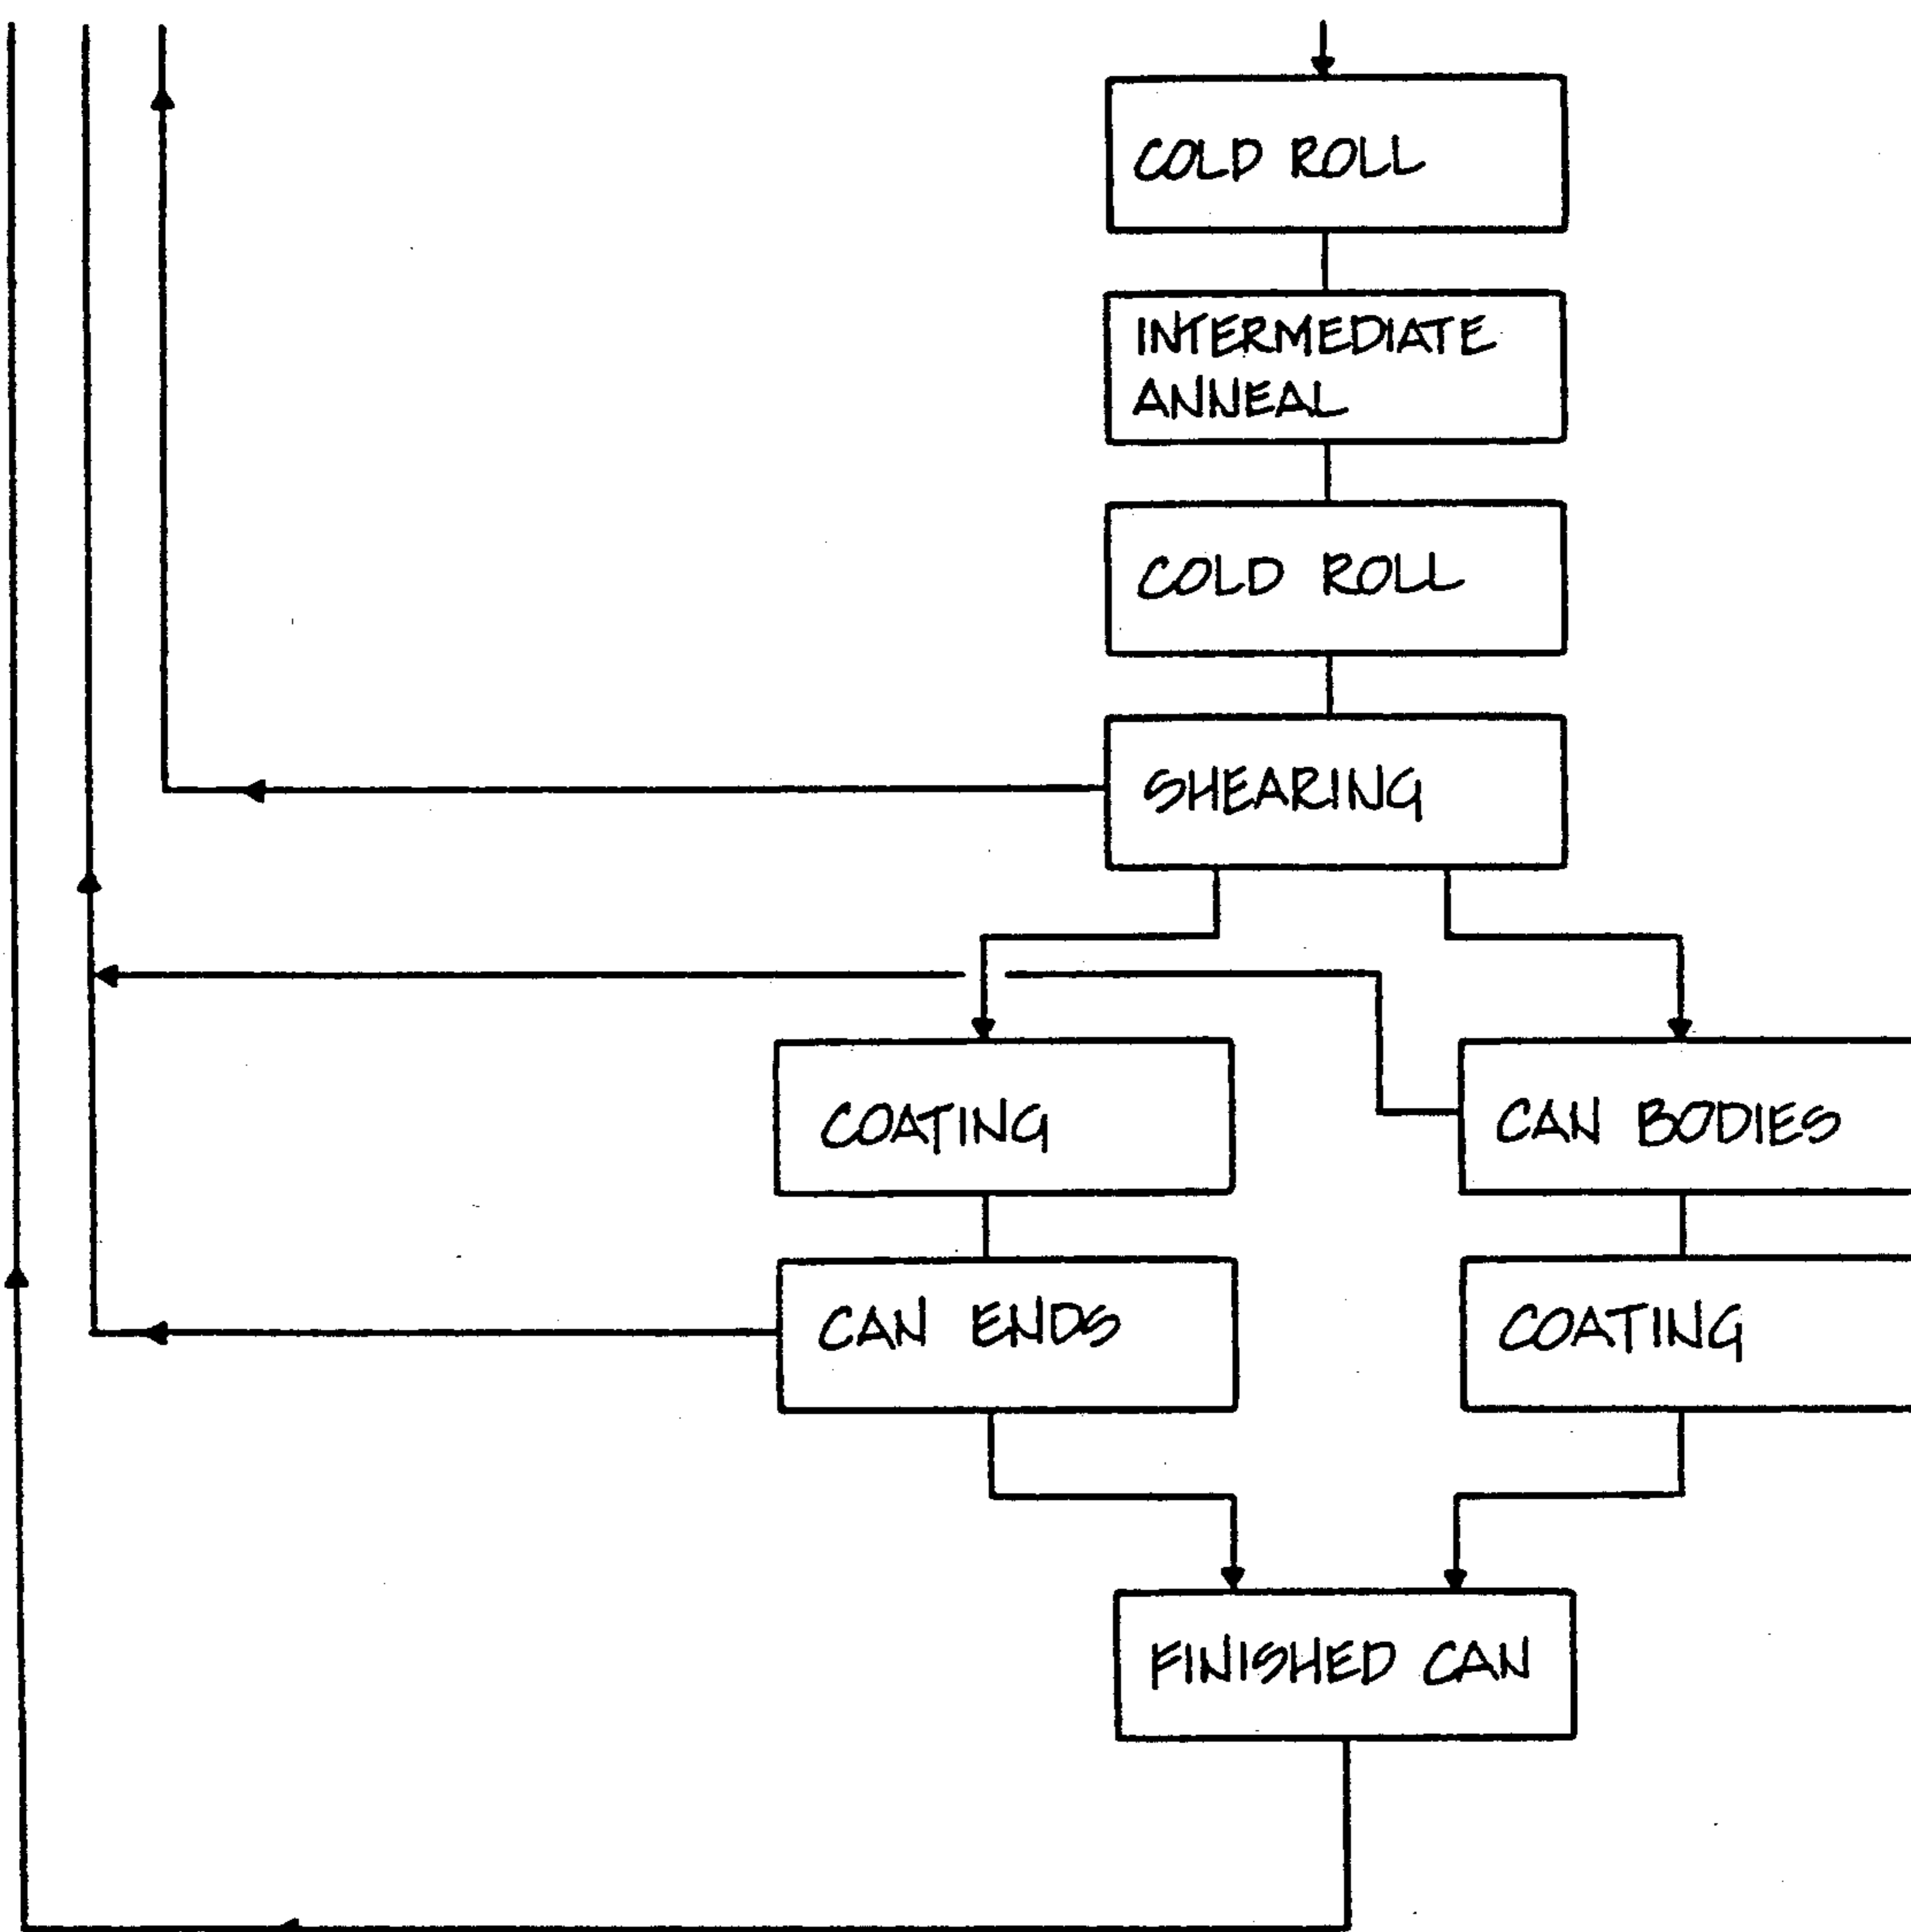 COLD ROLL
INTERMEDIATE
ANNEAL
COLD ROLL
SHEARING
COATING
CAN BODIES
CAN ENDS
COATING
FINISHED CAN